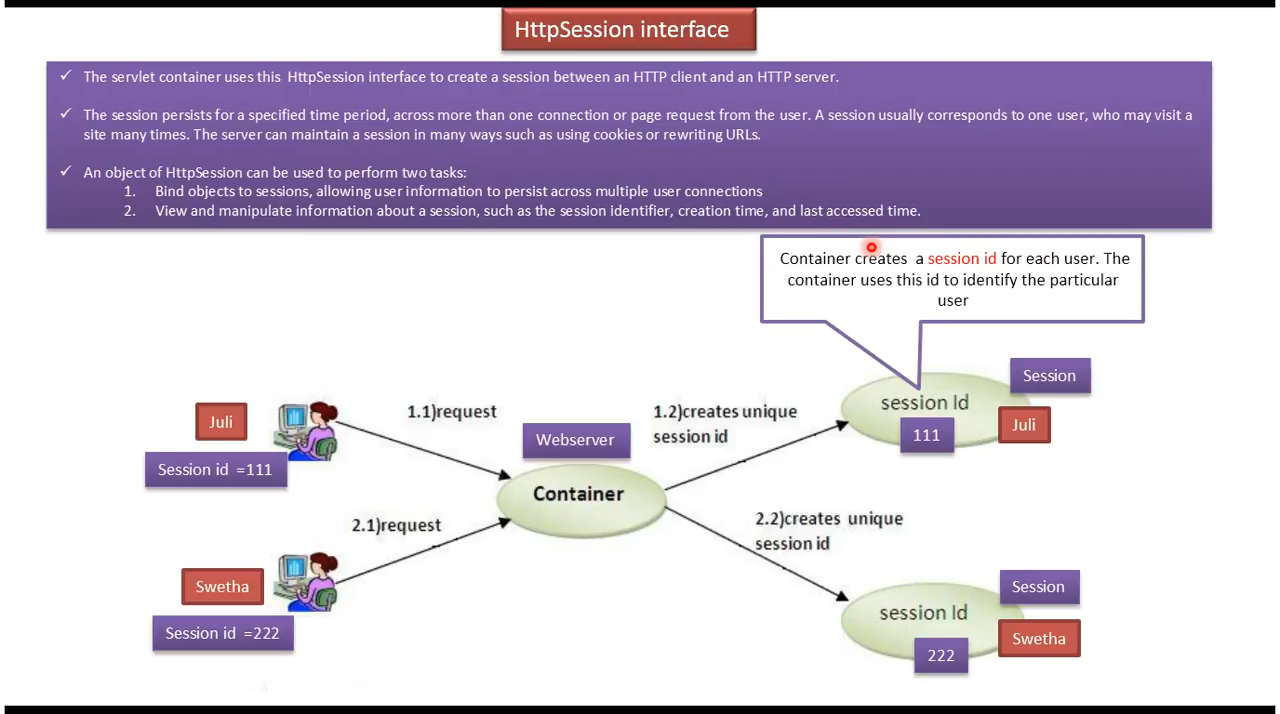 HttpSession interface
✓ The servlet container uses this HttpSession interface to create a session between an HTTP client and an HTTP server.
✓ The session persists for a specified time period, across more than one connection or page request from the user. A session usually corresponds to one user, who may visit a
site many times. The server can maintain a session in many ways such as using cookies or rewriting URLs.
✓ An object of HttpSession can be used to perform two tasks:
1. Bind objects to sessions, allowing user information to persist across multiple user connections
2. View and manipulate information about a session, such as the session identifier, creation time, and last accessed time.
Container creates a session id for each user. The
container uses this id to identify the particular
user
Juli
Session id =111
1.1)request
Webserver
Container
1.2)creates unique
session id
session Id
111
Session
Juli
Swetha
Session id =222
2.1)request
2.2)creates unique
session id
session Id
222
Session
Swetha